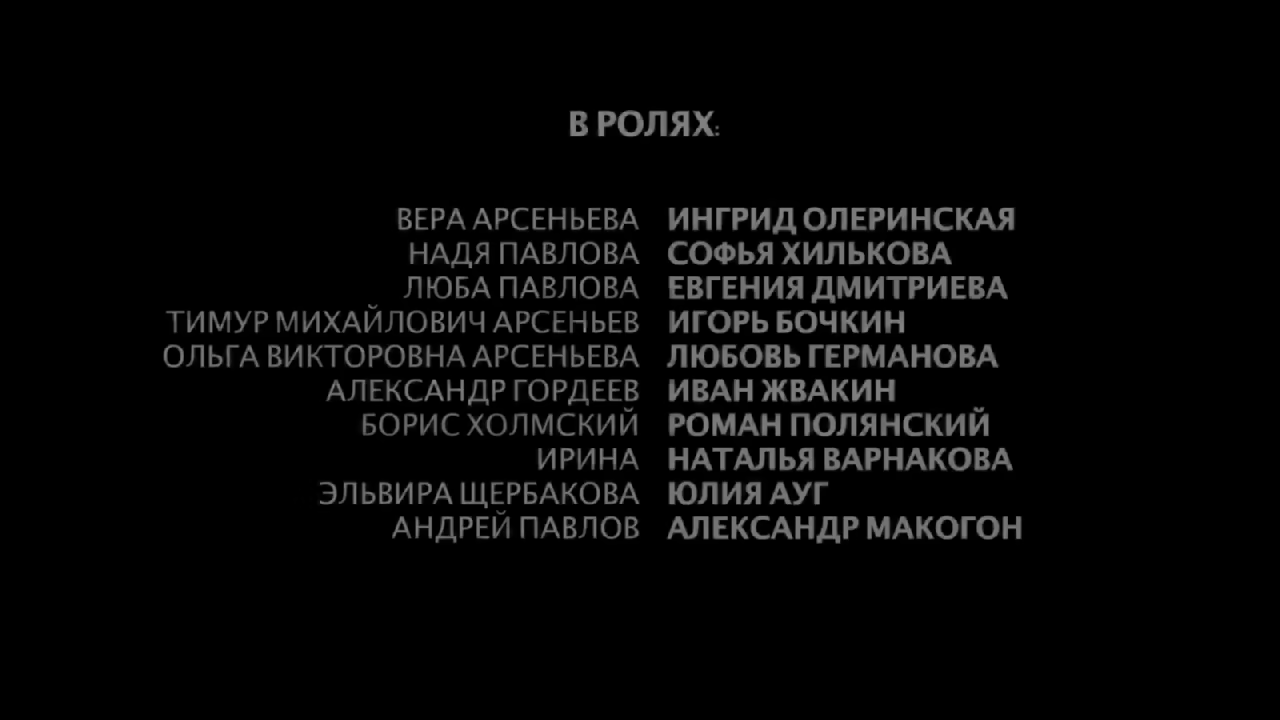 В РОЛЯХ:
ВЕРА АРСЕНЬЕВА ИНГРИД ОЛЕРИНСКАЯ
НАДЯ ПАВЛОВА СОФЬЯ ХИЛЬКОВА
ЛЮБА ПАВЛОВА ЕВГЕНИЯ ДМИТРИЕВА
ТИМУР МИХАЙЛОВИЧ АРСЕНЬЕВ ИГОРЬ БОЧКИН
ОЛЬГА ВИКТОРОВНА АРСЕНЬЕВА ЛЮБОВЬ ГЕРМАНОВА
АЛЕКСАНДР ГОРДЕЕВ ИВАН ЖВАКИН
БОРИС ХОЛМСКИЙ РОМАН ПОЛЯНСКИЙ
ИРИНА НАТАЛЬЯ ВАРНАКОВА
ЭЛЬВИРА ЩЕРБАКОВА ЮЛИЯ АУГ
АНДРЕЙ ПАВЛОВ АЛЕКСАНДР МАКОГОН